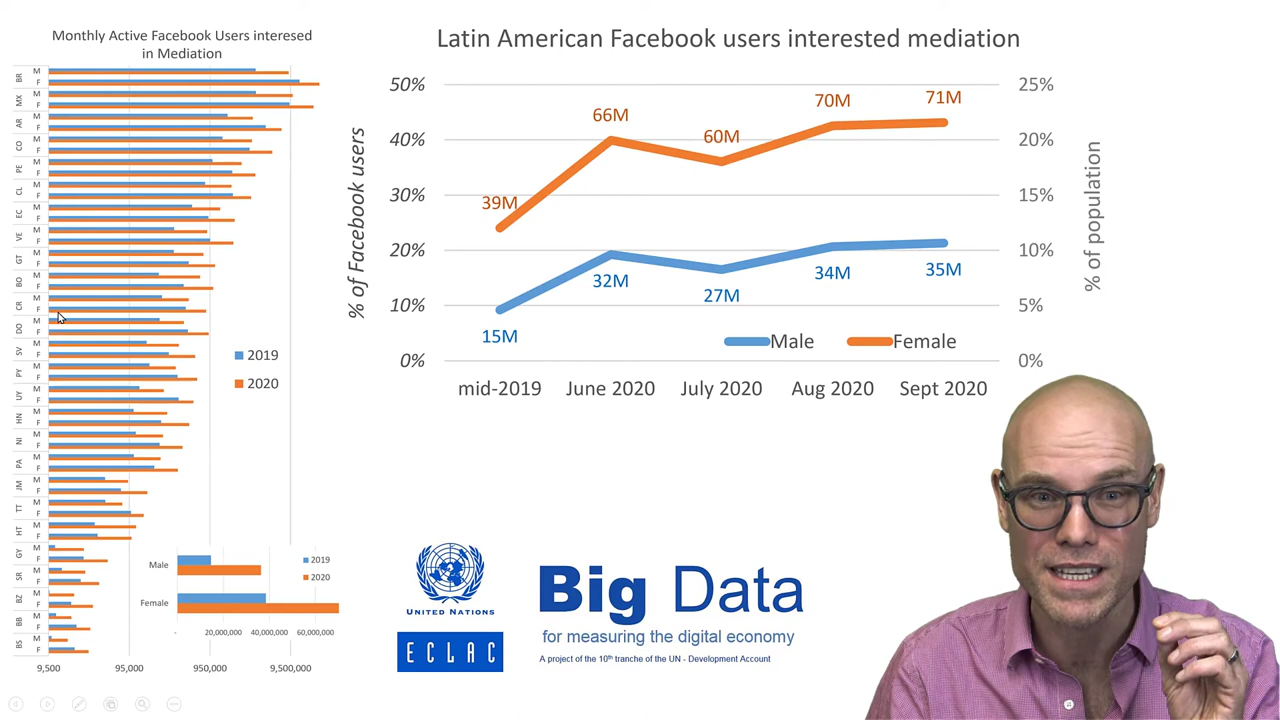 Monthly Active Facebook Users interesed
in Mediation
BR
M
F
MX
M
F
AR
M
F
CO
M
F
PE
M
F
CL
M
F
EC
M
F
VE
M
F
GT
M
F
BO
M
F
CR
M
F
DO
M
F
SV
M
F
PY
M
F
UY
M
F
HN
M
F
NI
M
F
PA
M
F
JM
M
F
TT
M
F
HT
M
F
GY
M
F
SR
M
F
BZ
M
F
BB
M
F
BS
M
F
9,500 95,000 950,000 9,500,000
2019
2020
Male
Female
2019
2020
- 20,000,000 40,000,000 60,000,000
Latin American Facebook users interested mediation
% of Facebook users
50%
40%
30%
20%
10%
0%
25%
20%
15%
10%
5%
0%
% of population
39M 66M 60M 70M 71M
15M 32M 27M 34M 35M
Male Female
mid-2019 June 2020 July 2020 Aug 2020 Sept 2020
UNITED NATIONS
ECLAC
Big Data
for measuring the digital economy
A project of the 10th tranche of the UN - Development Account